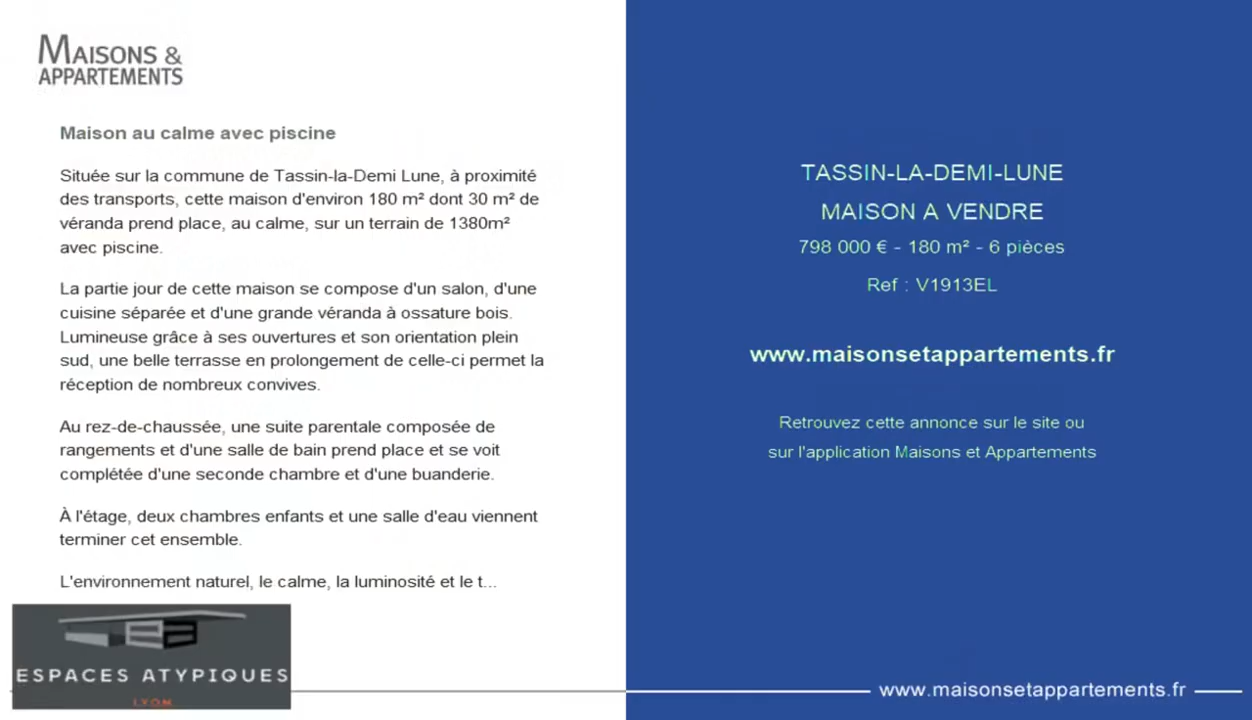 MAISONS &
APPARTEMENTS
Maison au calme avec piscine
Située sur la commune de Tassin-la-Demi Lune, à proximité
des transports, cette maison d'environ 180 m² dont 30 m² de
véranda prend place, au calme, sur un terrain de 1380m²
avec piscine.
La partie jour de cette maison se compose d'un salon, d'une
cuisine séparée et d'une grande véranda à ossature bois.
Lumineuse grâce à ses ouvertures et son orientation plein
sud, une belle terrasse en prolongement de celle-ci permet la
réception de nombreux convives.
Au rez-de-chaussée, une suite parentale composée de
rangements et d'une salle de bain prend place et se voit
complétée d'une seconde chambre et d'une buanderie.
À l'étage, deux chambres enfants et une salle d'eau viennent
terminer cet ensemble.
L'environnement naturel, le calme, la luminosité et le t...
ESPACES ATYPIQUES
LYON
TASSIN-LA-DEMI-LUNE
MAISON A VENDRE
798 000 € - 180 m² - 6 pièces
Ref : V1913EL
www.maisonsetappartements.fr
Retrouvez cette annonce sur le site ou
sur l'application Maisons et Appartements
www.maisonsetappartements.fr